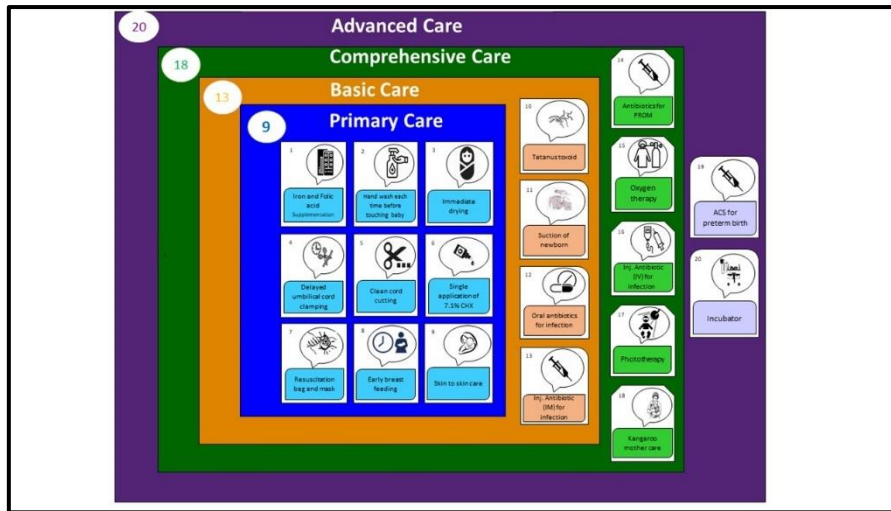 20
Advanced Care
18
Comprehensive Care
13
Basic Care
9
Primary Care
1
Iron and Folic
acid
Supplementation
2
Hand wash each
time before
touching baby
3
Immediate
drying
4
Delayed
umbilical cord
clamping
5
Clean cord
cutting
6
Single
application of
7.1% CHX
7
Resuscitation
bag and mask
8
Early breast
feeding
9
Skin to skin care
10
Tatanus toxoid
11
Suction of
newborn
12
Oral antibiotics
for infection
13
Inj. Antibiotic
(IM) for
infection
14
Antibiotics for
PROM
15
Oxygen
therapy
16
Inj. Antibiotic
(IV) for
infection
17
Phototherapy
18
Kangaroo
mother care
19
ACS for
preterm birth
20
Incubator